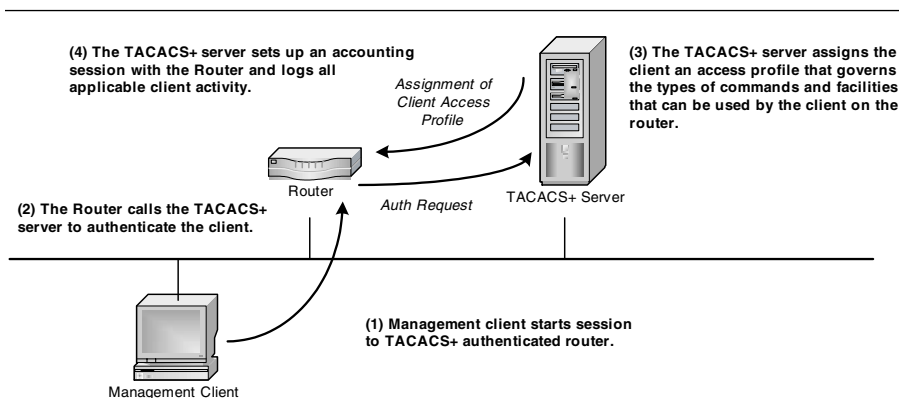 (4) The TACACS+ server sets up an accounting
session with the Router and logs all
applicable client activity.
Assignment of
Client Access
Profile
(3) The TACACS+ server assigns the
client an access profile that governs
the types of commands and facilities
that can be used by the client on the
router.
Router
Auth Request
TACACS+ Server
(2) The Router calls the TACACS+
server to authenticate the client.
(1) Management client starts session
to TACACS+ authenticated router.
Management Client